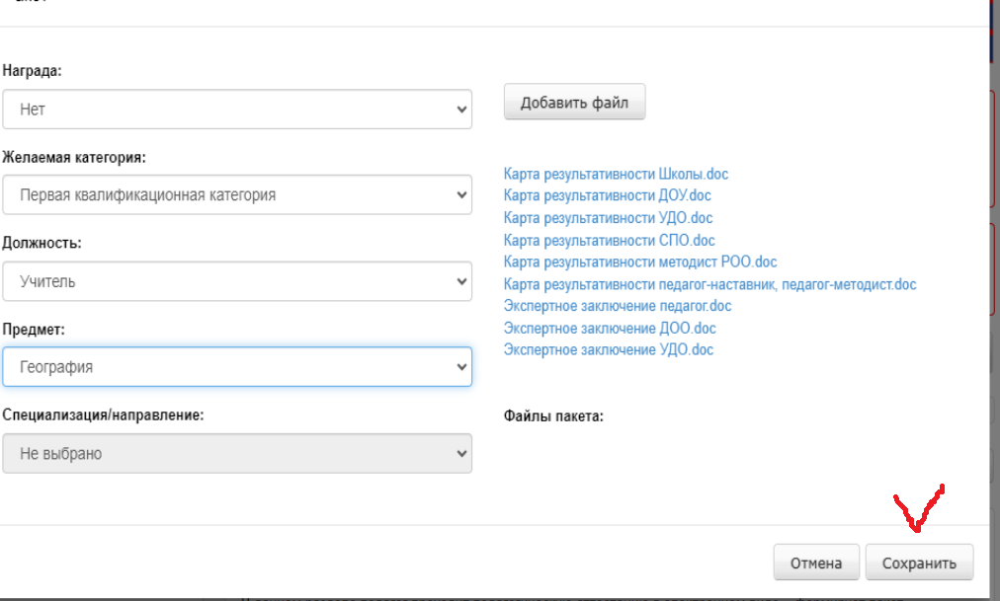 Награда:
Нет
Добавить файл
Желаемая категория:
Первая квалификационная категория
Карта результативности Школы.doc
Карта результативности ДОУ.doc
Карта результативности УДО.doc
Карта результативности СПО.doc
Карта результативности методист РОО.doc
Карта результативности педагог-наставник, педагог-методист.doc
Экспертное заключение педагог.doc
Экспертное заключение ДОО.doc
Экспертное заключение УДО.doc
Должность:
Учитель
Предмет:
География
Специализация/направление:
Не выбрано
Файлы пакета:
Отмена
Сохранить